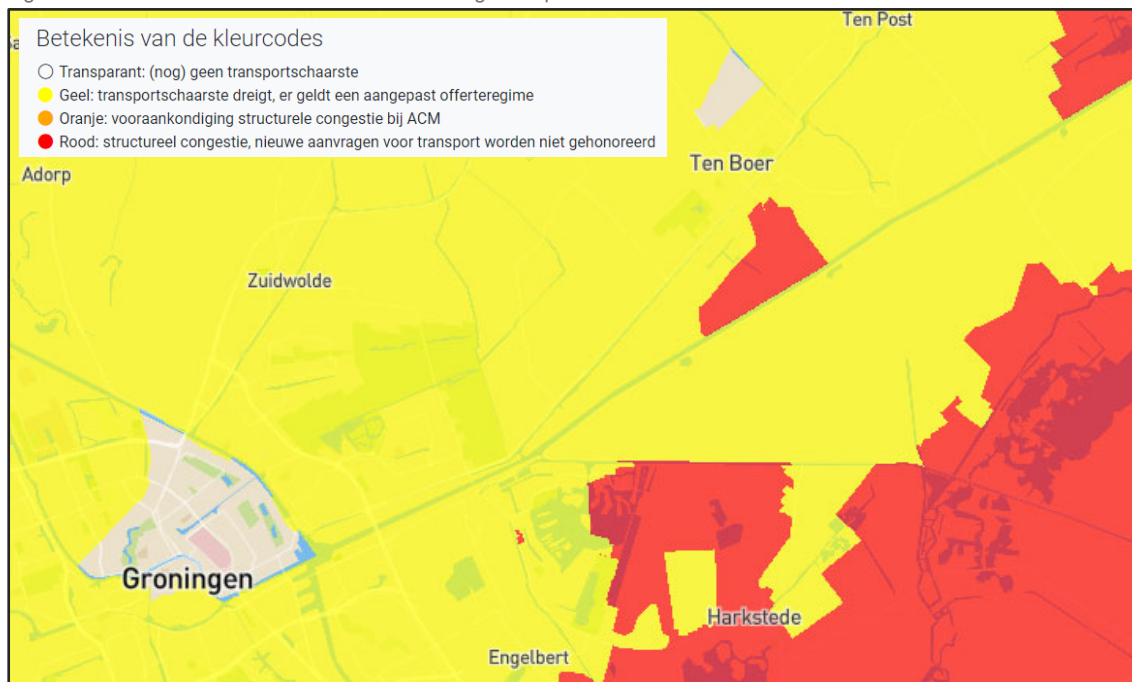 Ten Post
Betekenis van de kleurcodes
Transparant: (nog) geen transportschaarste
Geel: transportschaarste dreigt, er geldt een aangepast offerteregime
Oranje: vooraankondiging structurele congestie bij ACM
Rood: structureel congestie, nieuwe aanvragen voor transport worden niet gehonoreerd
Ten Boer
Adorp
Zuidwolde
Groningen
Harkstede
Engelbert